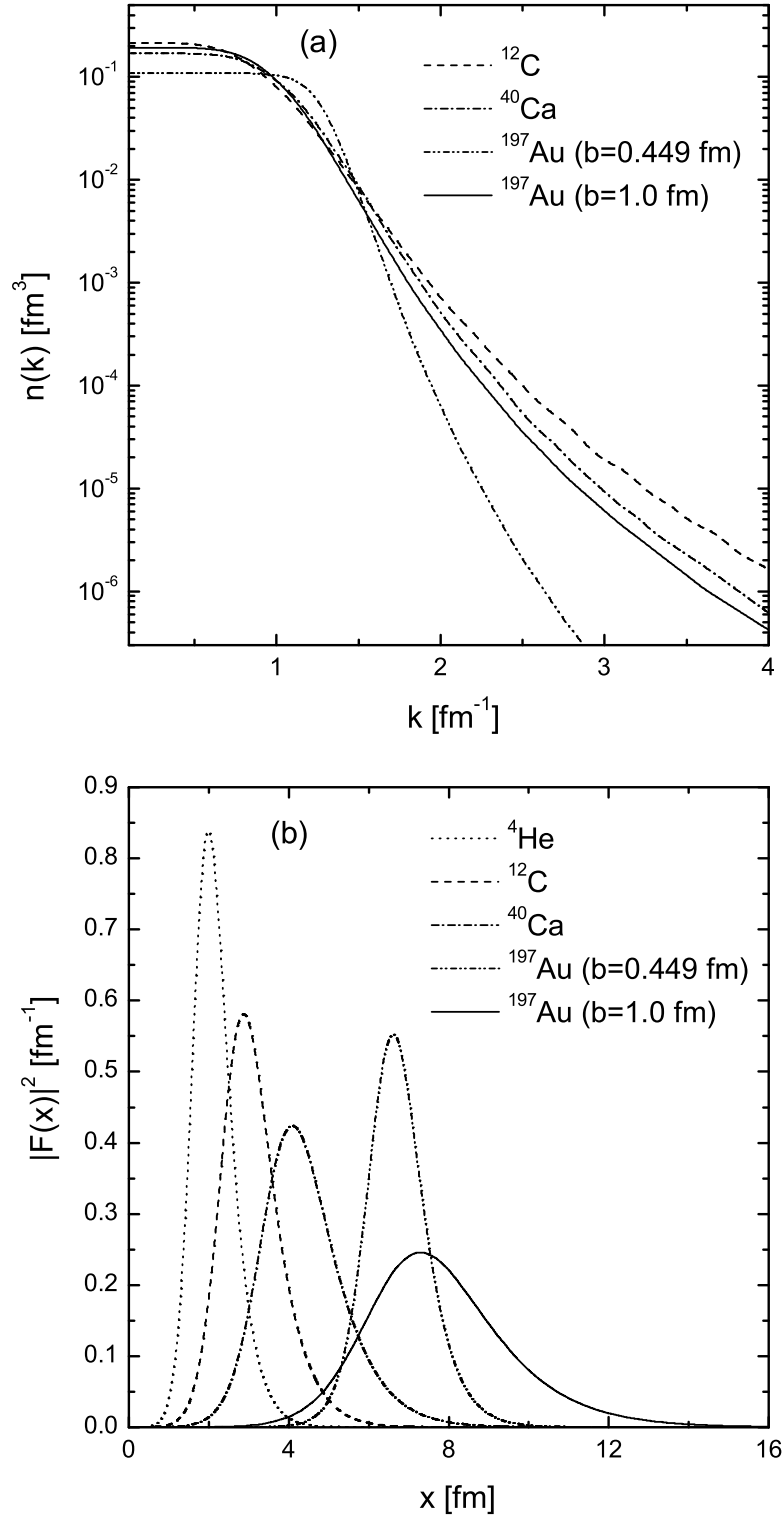 (a)
¹²C
⁴⁰Ca
¹⁹⁷Au (b=0.449 fm)
¹⁹⁷Au (b=1.0 fm)
10⁻¹
10⁻²
10⁻³
10⁻⁴
10⁻⁵
10⁻⁶
n(k) [fm³]
1 2 3 4
k [fm⁻¹]
(b)
⁴He
¹²C
⁴⁰Ca
¹⁹⁷Au (b=0.449 fm)
¹⁹⁷Au (b=1.0 fm)
0.9
0.8
0.7
0.6
0.5
0.4
0.3
0.2
0.1
0.0
|F(x)|² [fm⁻¹]
0 4 8 12 16
x [fm]